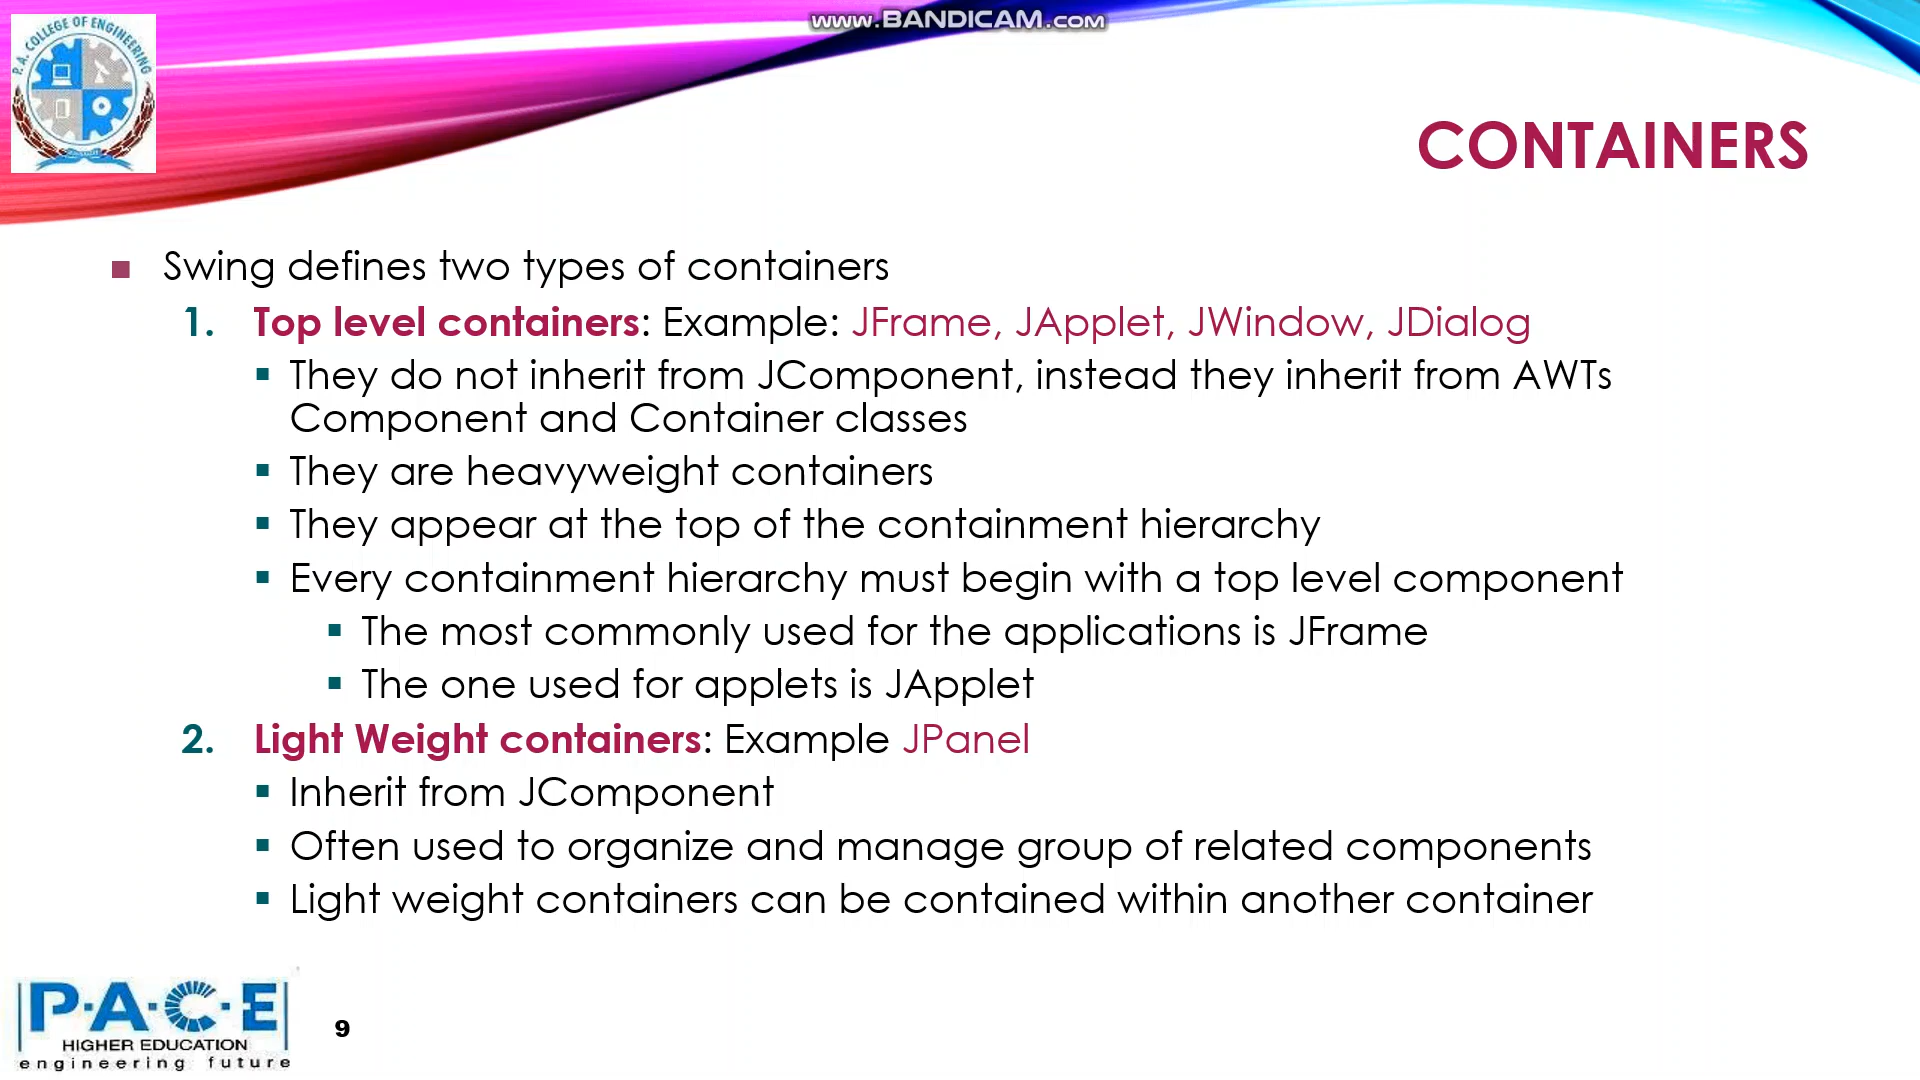 www.BANDICAM.com
P.A. COLLEGE OF ENGINEERING
CONTAINERS
Swing defines two types of containers
1. Top level containers: Example: JFrame, JApplet, JWindow, JDialog
They do not inherit from JComponent, instead they inherit from AWTs
Component and Container classes
They are heavyweight containers
They appear at the top of the containment hierarchy
Every containment hierarchy must begin with a top level component
The most commonly used for the applications is JFrame
The one used for applets is JApplet
2. Light Weight containers: Example JPanel
Inherit from JComponent
Often used to organize and manage group of related components
Light weight containers can be contained within another container
P·A·C·E
HIGHER EDUCATION
engineering future
9